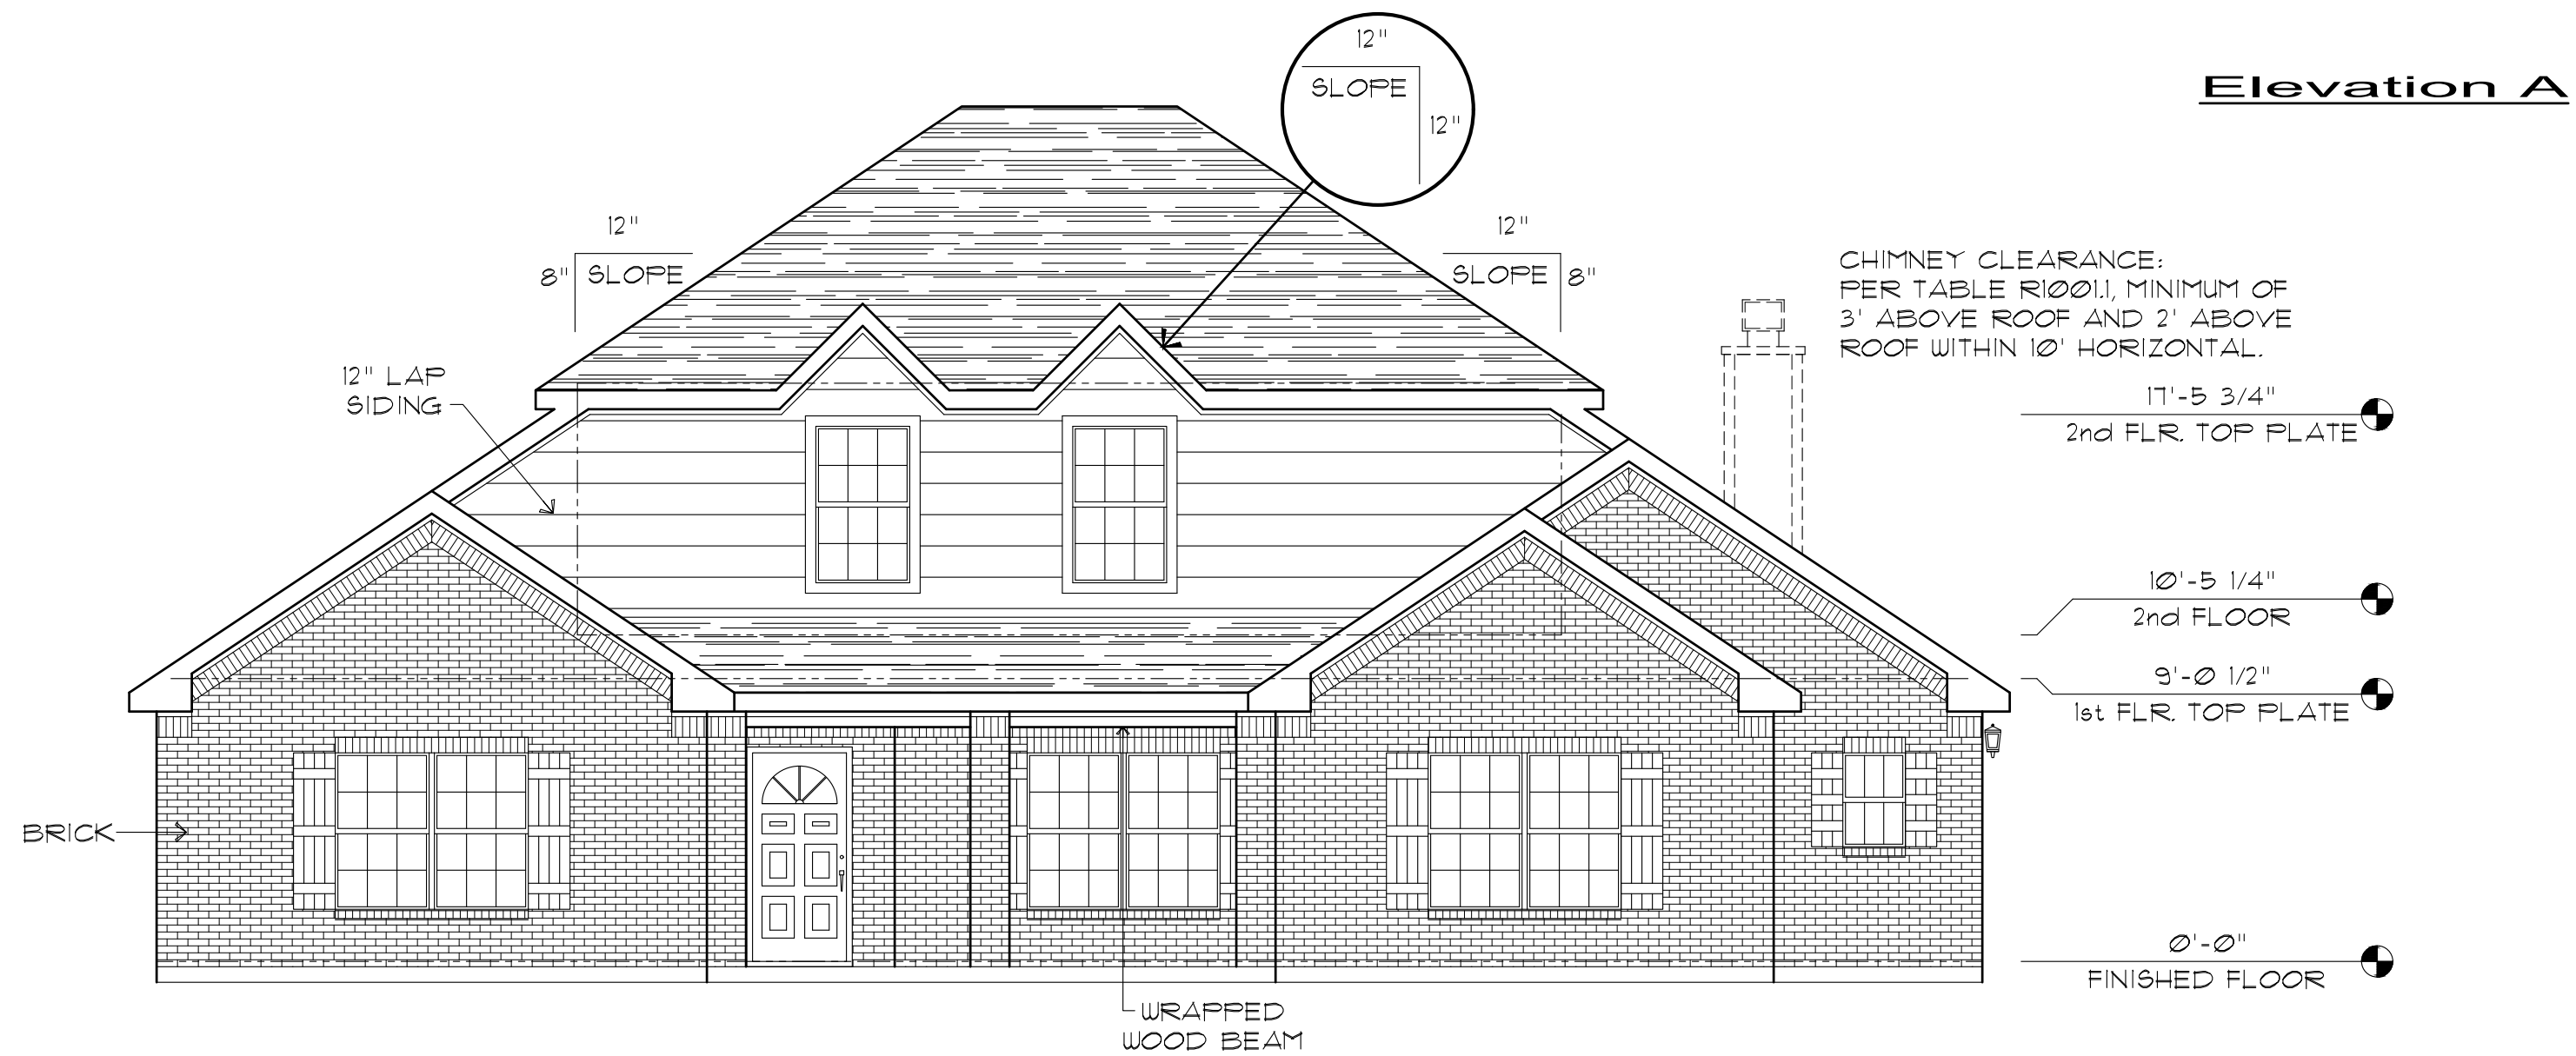 12"
SLOPE
12"
Elevation A
12"
8"
SLOPE
12"
SLOPE
8"
CHIMNEY CLEARANCE:
PER TABLE R1001.1, MINIMUM OF
3' ABOVE ROOF AND 2' ABOVE
ROOF WITHIN 10' HORIZONTAL.
12" LAP
SIDING
17'-5 3/4"
2nd FLR. TOP PLATE
10'-5 1/4"
2nd FLOOR
9'-0 1/2"
1st FLR. TOP PLATE
BRICK
0'-0"
FINISHED FLOOR
WRAPPED
WOOD BEAM